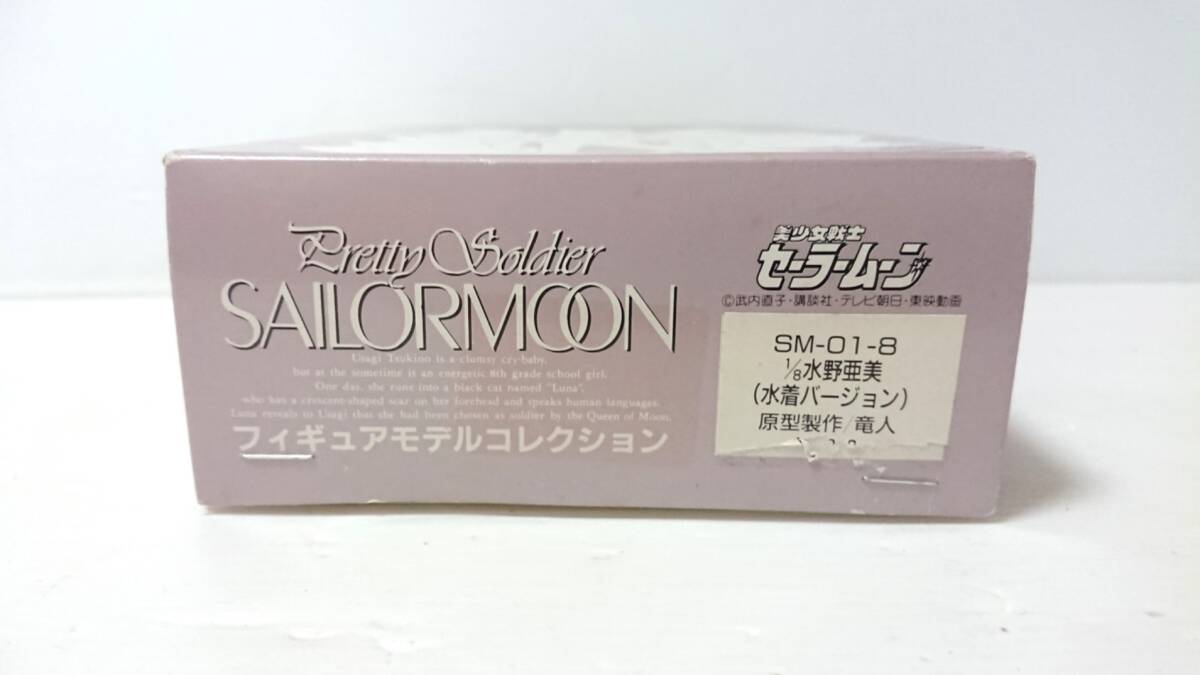 Pretty Soldier
SAILORMOON
Usagi Tsukino is a clumsy cry-baby,
but at the sometime is an energetic 8th grade school girl.
One day, she runs into a black cat named "Luna",
who has a crescent-shaped scar on her forehead and speaks human languages.
Luna reveals to Usagi that she had been chosen as soldier by the Queen of Moon.
フィギュアモデルコレクション
美少女戦士
セーラームーン
©武内直子・講談社・テレビ朝日・東映動画
SM-01-8
1/8水野亜美
(水着バージョン)
原型製作/竜人